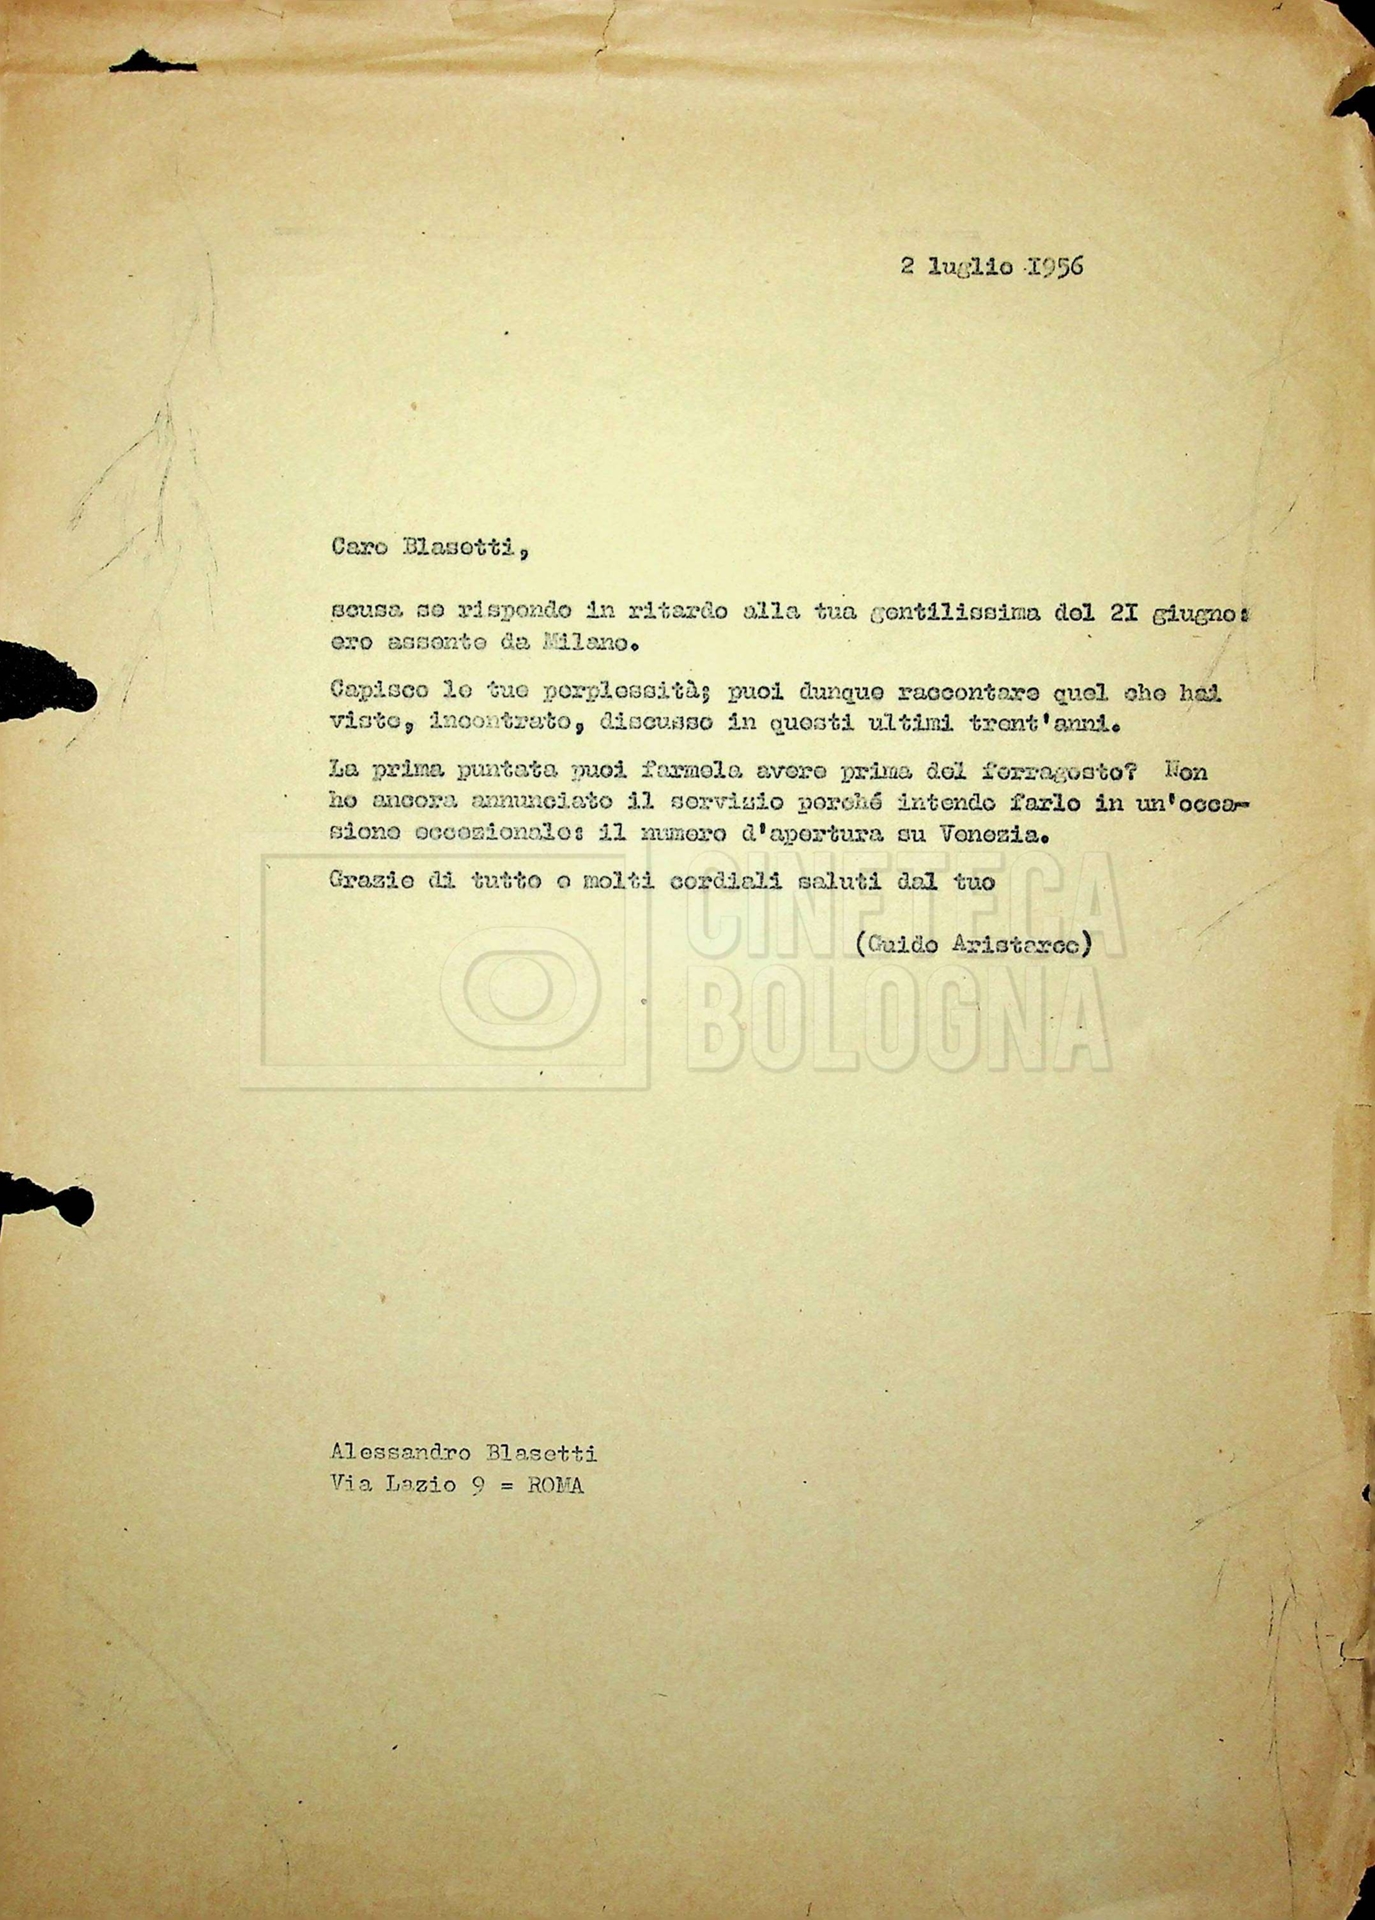 2 luglio I956
Caro Blasetti,
scusa se rispondo in ritardo alla tua gentilissima del 2I giugno:
ero assente da Milano.
Capisco le tue perplessità; puoi dunque raccontare quel che hai
visto, incontrato, discusso in questi ultimi trent'anni.
La prima puntata puoi farmela avere prima del ferragosto? Non
ho ancora annunciato il servizio perché intendo farlo in un'occa-
sione eccezionale: il numero d'apertura su Venezia.
Grazie di tutto e molti cordiali saluti dal tuo
(Guido Aristarco)
CINETECA
BOLOGNA
Alessandro Blasetti
Via Lazio 9 = ROMA